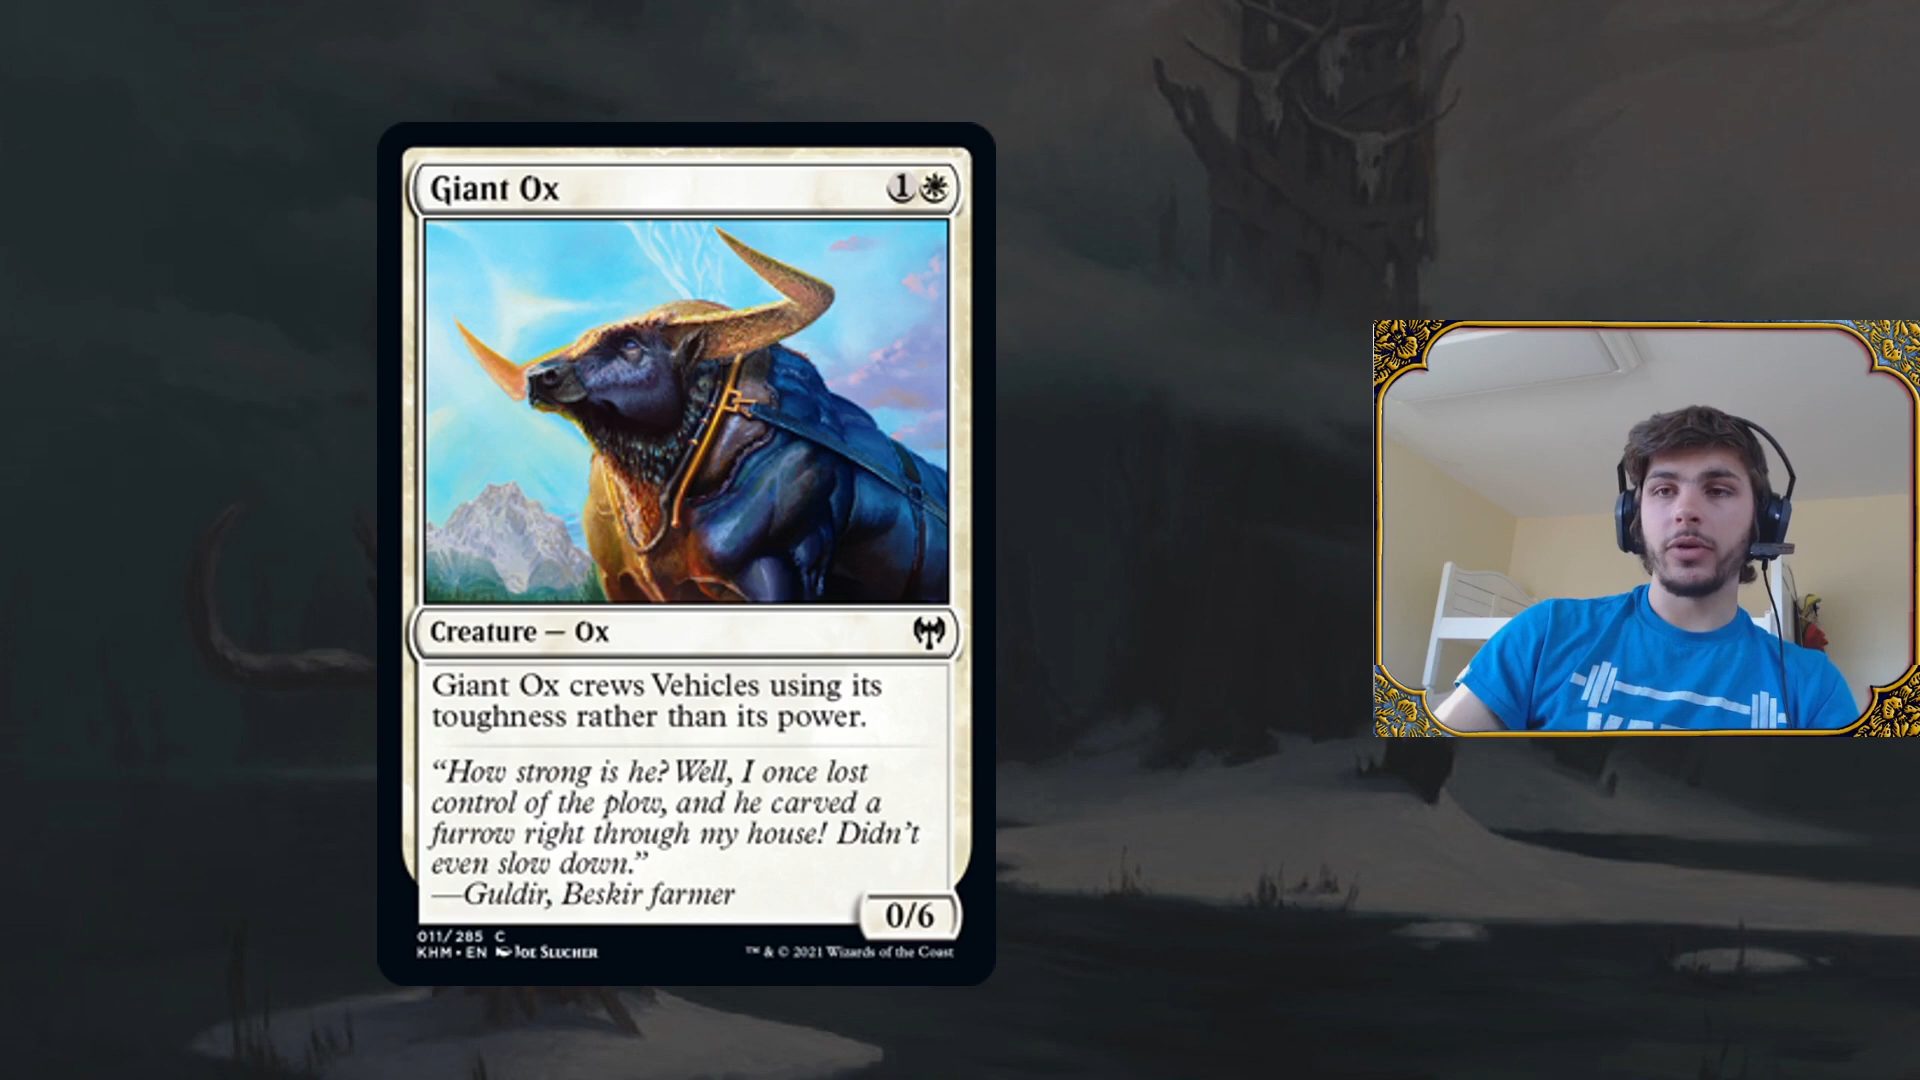 Giant Ox
1
Creature — Ox
Giant Ox crews Vehicles using its
toughness rather than its power.
“How strong is he? Well, I once lost
control of the plow, and he carved a
furrow right through my house! Didn’t
even slow down.”
—Guldir, Beskir farmer
0/6
011/285 C
KHM • EN Joe Slucher
™ & © 2021 Wizards of the Coast